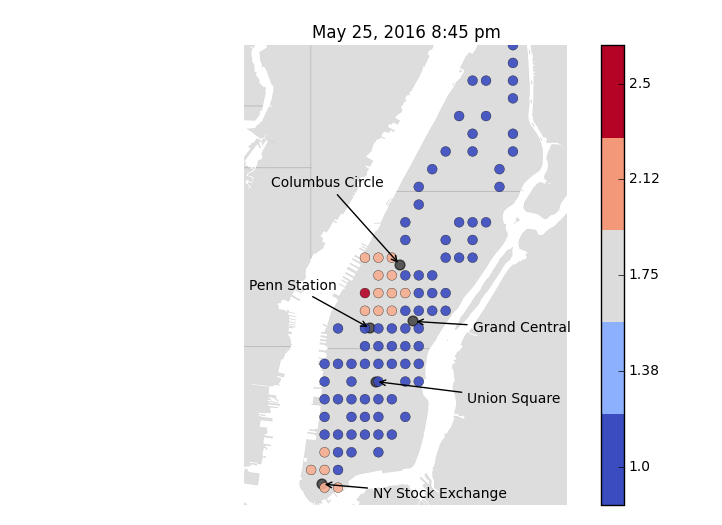 May 25, 2016 8:45 pm
2.5
Columbus Circle
2.12
Penn Station
1.75
Grand Central
1.38
Union Square
1.0
NY Stock Exchange